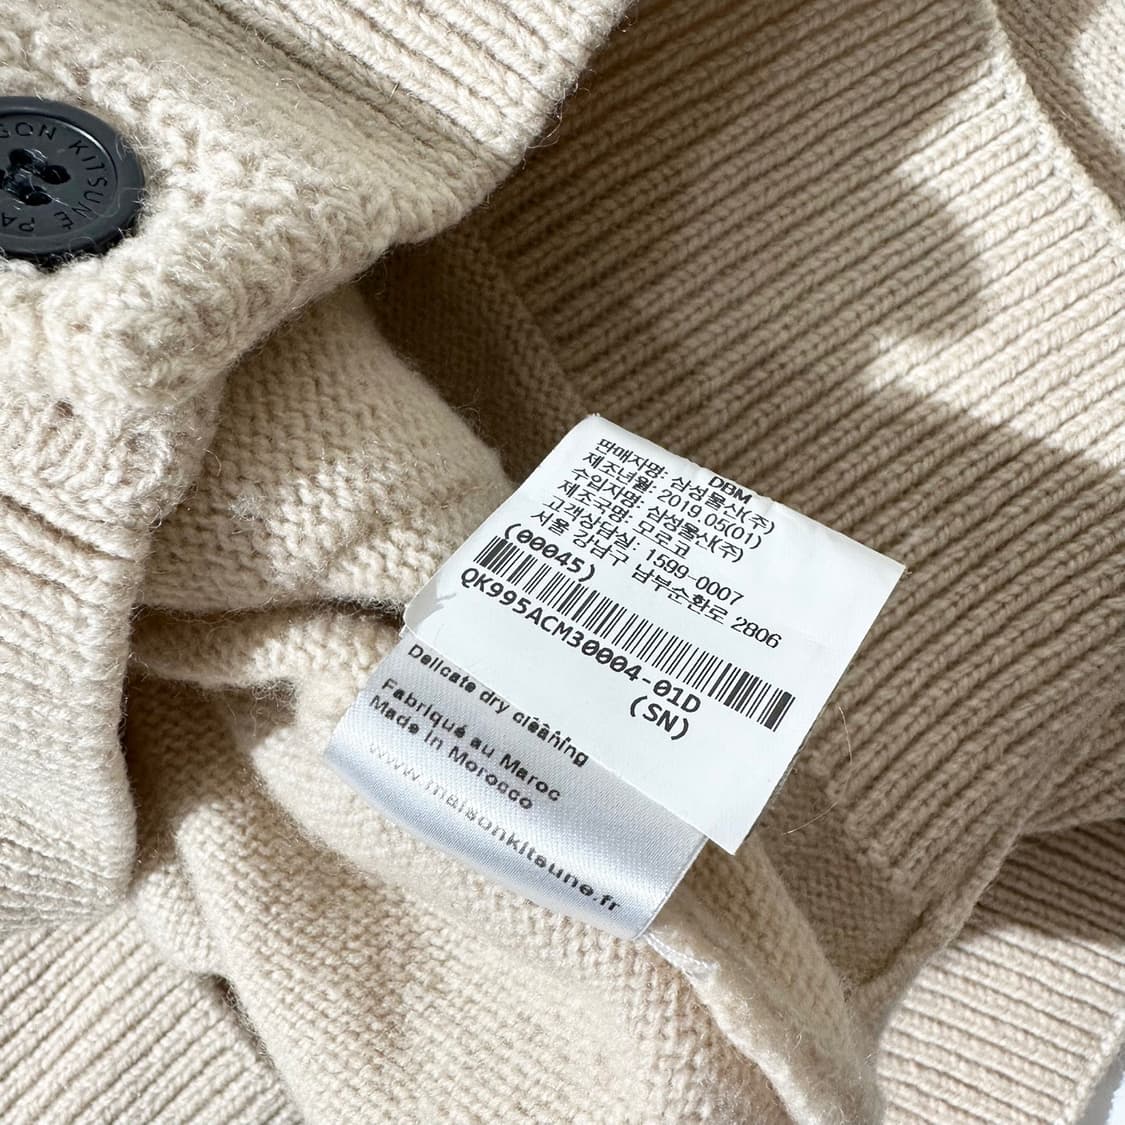 SON KITSUNÉ PA
DBM
판매자명: 삼성물산(주)
제조년월: 2019.05(01)
수입자명: 삼성물산(주)
제조국명: 모로코
고객상담실: 1599-0007
서울 강남구 남부순환로 2806
(00045)
QK995ACM30004-01D
(SN)
Delicate dry cleaning
Fabriqué au Maroc
Made in Morocco
www.maisonkitsune.fr